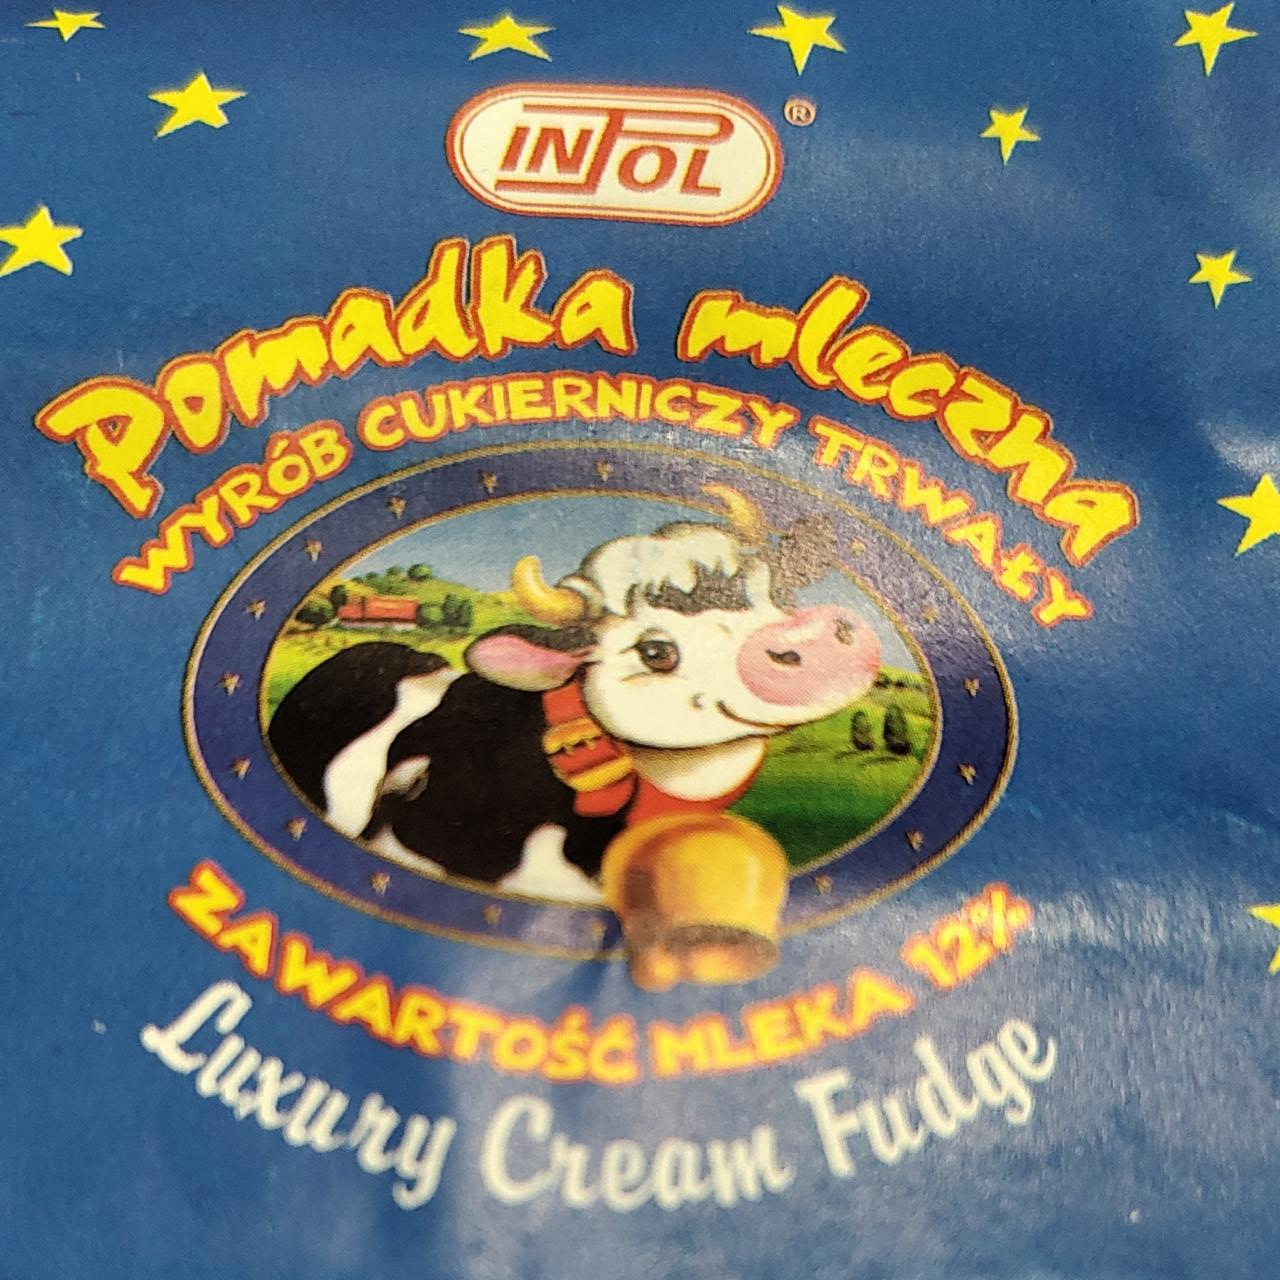 INPOL ®
Pomadka mleczna
WYRÓB CUKIERNICZY TRWAŁY
ZAWARTOŚĆ MLEKA 12%
Luxury Cream Fudge